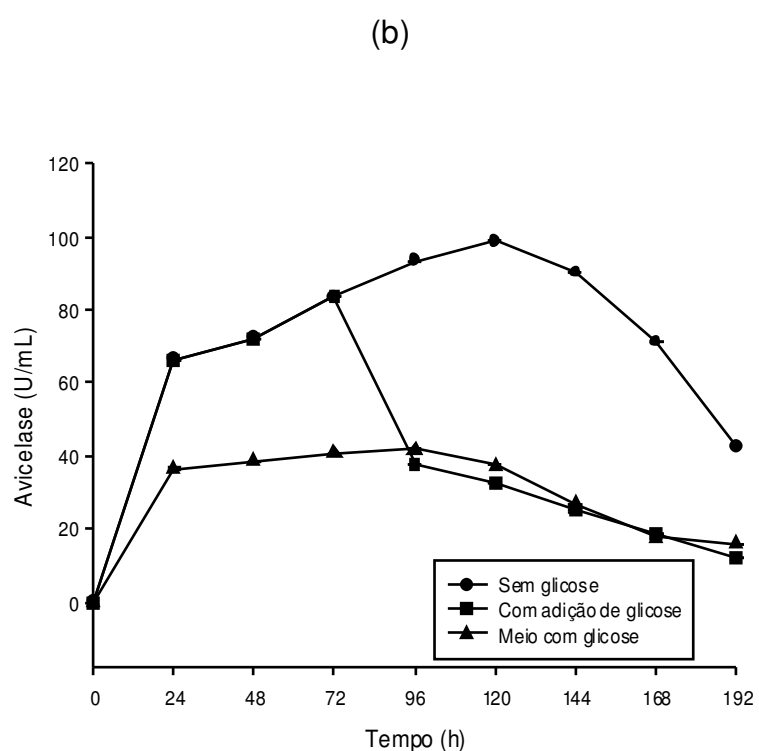 (b)
120
100
80
60
40
20
0
Avicelase (U/mL)
Sem glicose
Com adição de glicose
Meio com glicose
0 24 48 72 96 120 144 168 192
Tempo (h)